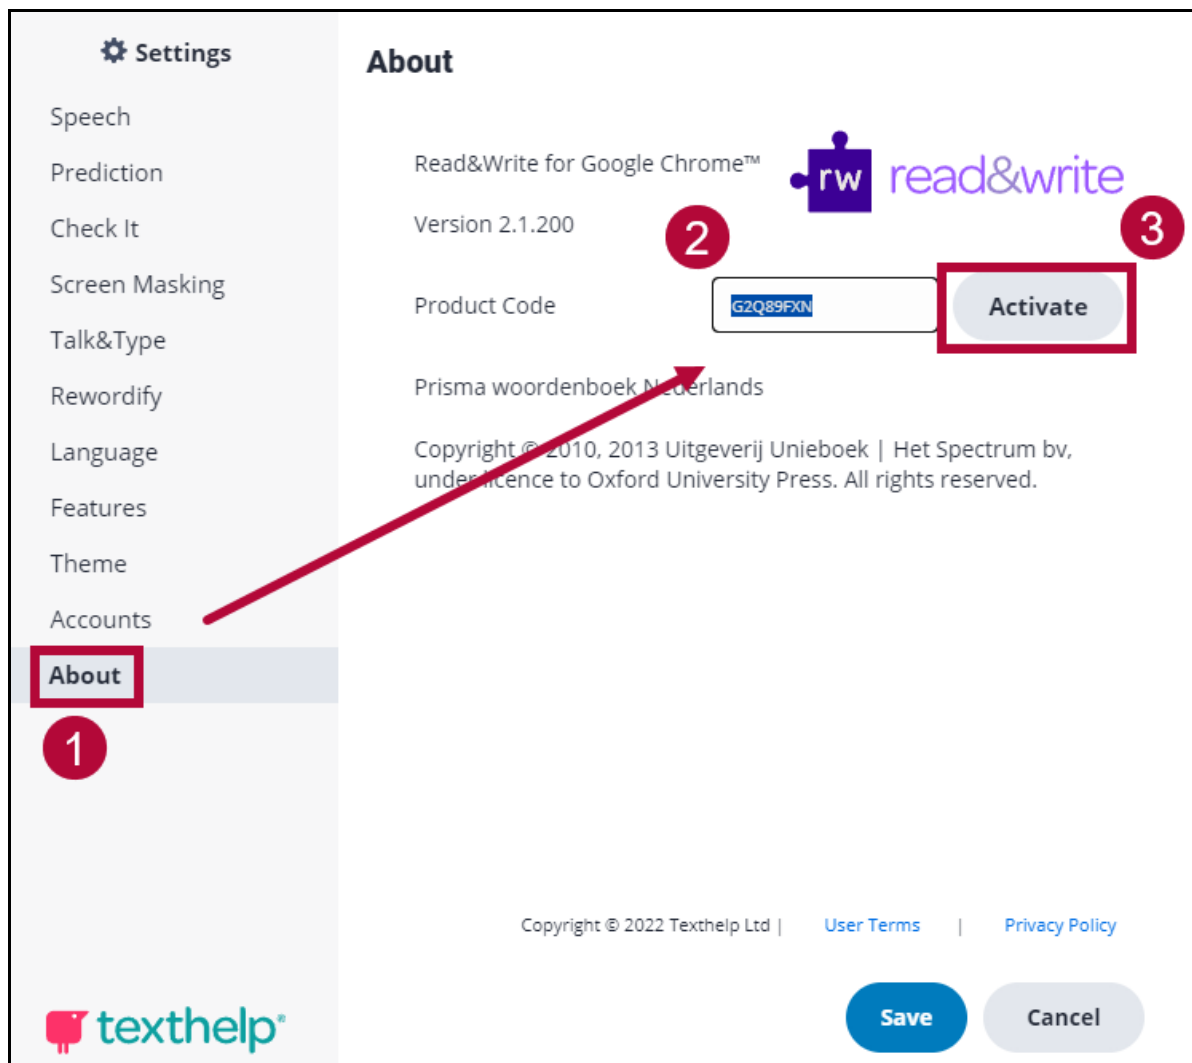 Settings
Speech
Prediction
Check It
Screen Masking
Talk&Type
Rewordify
Language
Features
Theme
Accounts
About
1
texthelp®
About
Read&Write for Google Chrome™
rw read&write
Version 2.1.200
2
3
Product Code
G2Q89FXN
Activate
Prisma woordenboek Nederlands
Copyright © 2010, 2013 Uitgeverij Unieboek | Het Spectrum bv,
under licence to Oxford University Press. All rights reserved.
Copyright © 2022 Texthelp Ltd | User Terms | Privacy Policy
Save Cancel